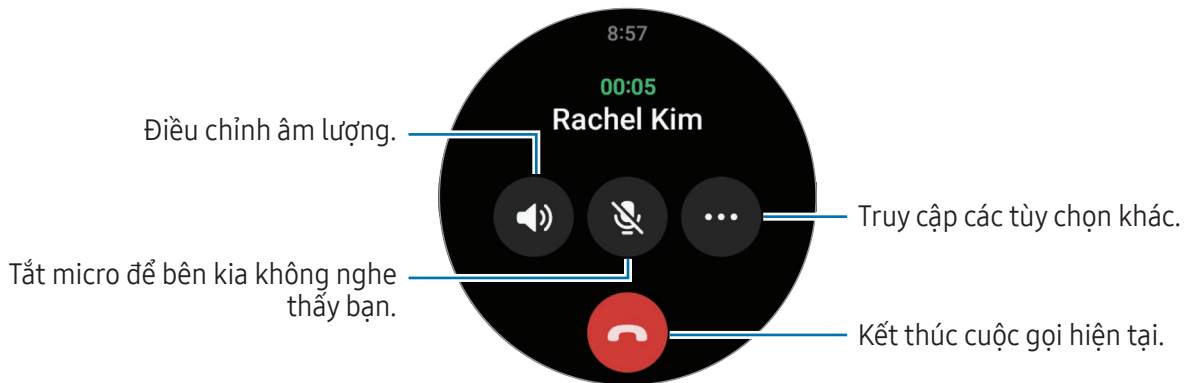 8:57
00:05
Rachel Kim
Điều chỉnh âm lượng.
Truy cập các tùy chọn khác.
Tắt micro để bên kia không nghe
thấy bạn.
Kết thúc cuộc gọi hiện tại.